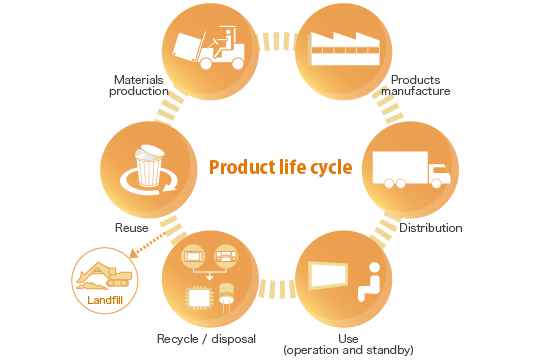 Materials
production
Products
manufacture
Product life cycle
Reuse
Distribution
Landfill
Recycle / disposal
Use
(operation and standby)